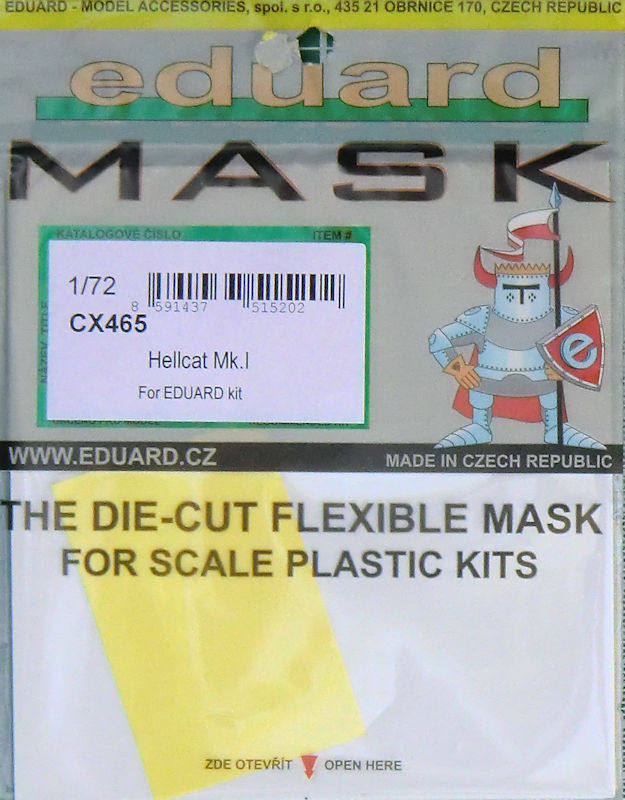 EDUARD - MODEL ACCESSORIES, spol. s r.o., 435 21 OBRNICE 170, CZECH REPUBLIC
eduard
MASK
KATALOGOVÉ ČÍSLO ITEM #
NÁZEV TITLE
1/72
8 591437 515202
CX465
Hellcat Mk.I
For EDUARD kit
e
WWW.EDUARD.CZ MADE IN CZECH REPUBLIC
THE DIE-CUT FLEXIBLE MASK
FOR SCALE PLASTIC KITS
ZDE OTEVŘÍT OPEN HERE